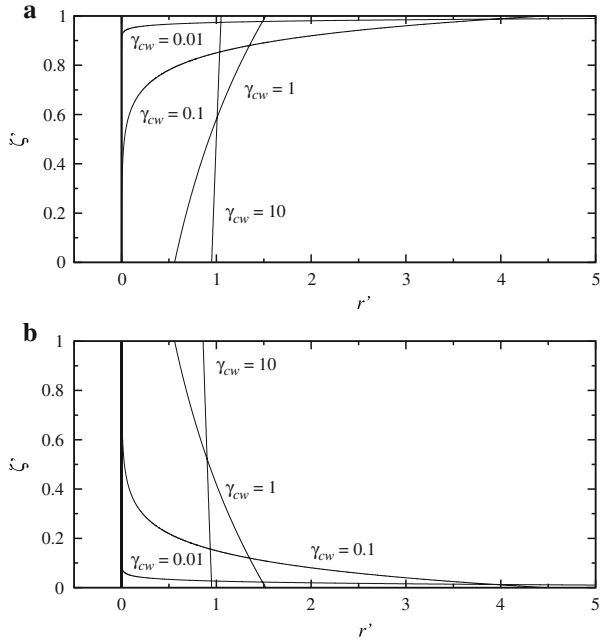 a
1
0.8
0.6
0.4
0.2
0
ζ'
γcw = 0.01
γcw = 0.1
γcw = 1
γcw = 10
0 1 2 3 4 5
r'
b
1
0.8
0.6
0.4
0.2
0
ζ'
γcw = 10
γcw = 1
γcw = 0.1
γcw = 0.01
0 1 2 3 4 5
r'